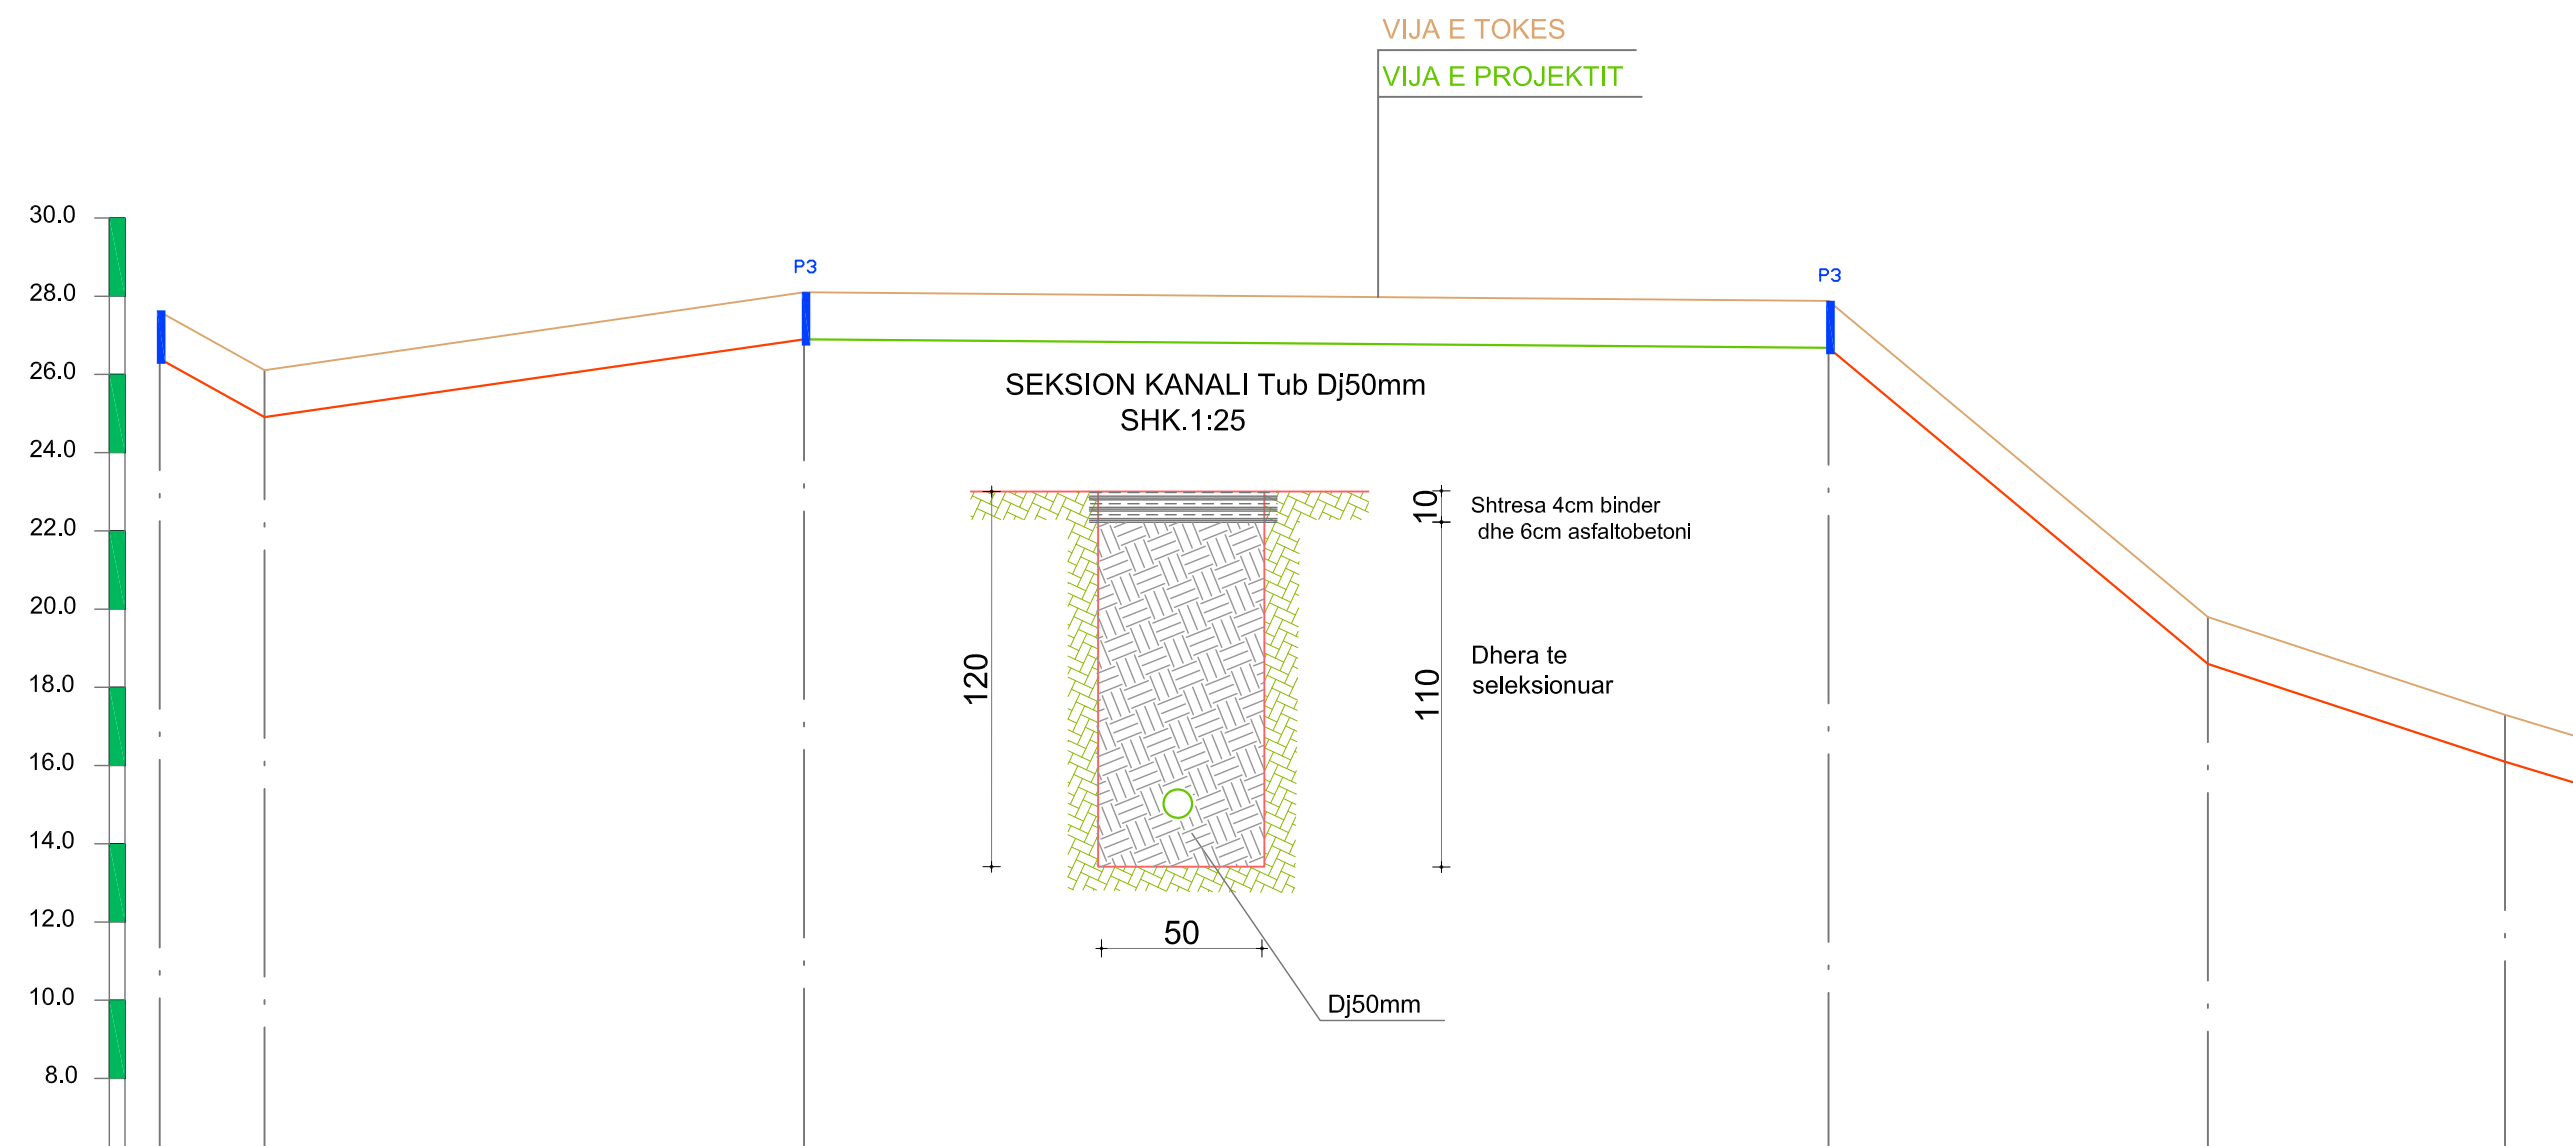 VIJA E TOKES
VIJA E PROJEKTIT
30.0
28.0
26.0
24.0
22.0
20.0
18.0
16.0
14.0
12.0
10.0
8.0
P3
P3
SEKSION KANALI Tub Dj50mm
SHK.1:25
10
Shtresa 4cm binder
dhe 6cm asfaltobetoni
120
110
Dhera te
seleksionuar
50
Dj50mm